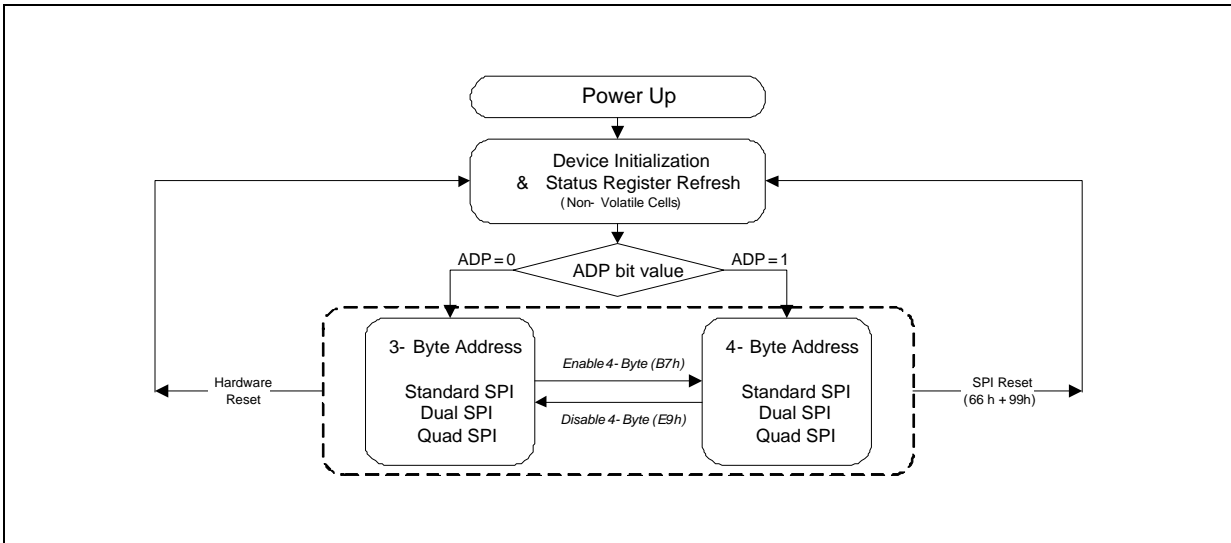 Power Up
Device Initialization
& Status Register Refresh
(Non- Volatile Cells)
ADP = 0
ADP bit value
ADP = 1
3- Byte Address
Standard SPI
Dual SPI
Quad SPI
Enable 4- Byte (B7h)
Disable 4- Byte (E9h)
4- Byte Address
Standard SPI
Dual SPI
Quad SPI
Hardware
Reset
SPI Reset
(66 h + 99h)